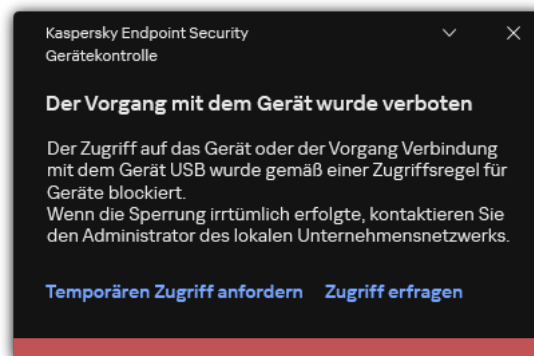 Kaspersky Endpoint Security
Gerätekontrolle
Der Vorgang mit dem Gerät wurde verboten
Der Zugriff auf das Gerät oder der Vorgang Verbindung
mit dem Gerät USB wurde gemäß einer Zugriffsregel für
Geräte blockiert.
Wenn die Sperrung irrtümlich erfolgte, kontaktieren Sie
den Administrator des lokalen Unternehmensnetzwerks.
Temporären Zugriff anfordern Zugriff erfragen